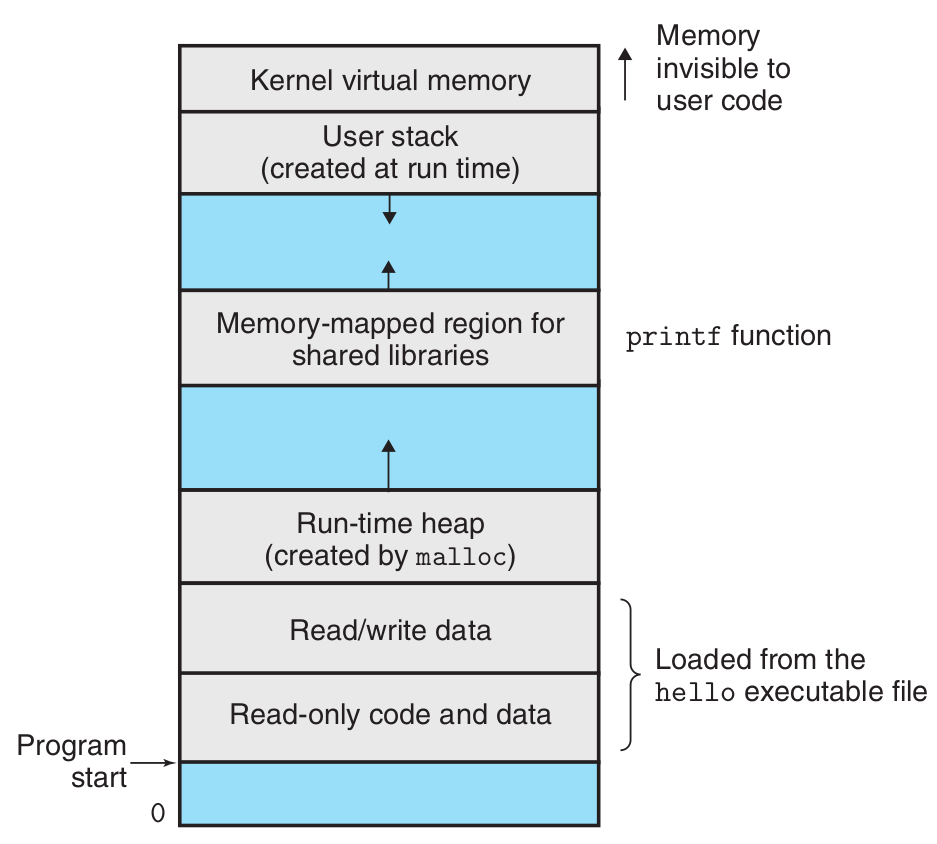 Memory
invisible to
user code
Kernel virtual memory
User stack
(created at run time)
Memory-mapped region for
shared libraries
printf function
Run-time heap
(created by malloc)
Read/write data
Loaded from the
hello executable file
Read-only code and data
Program
start
0